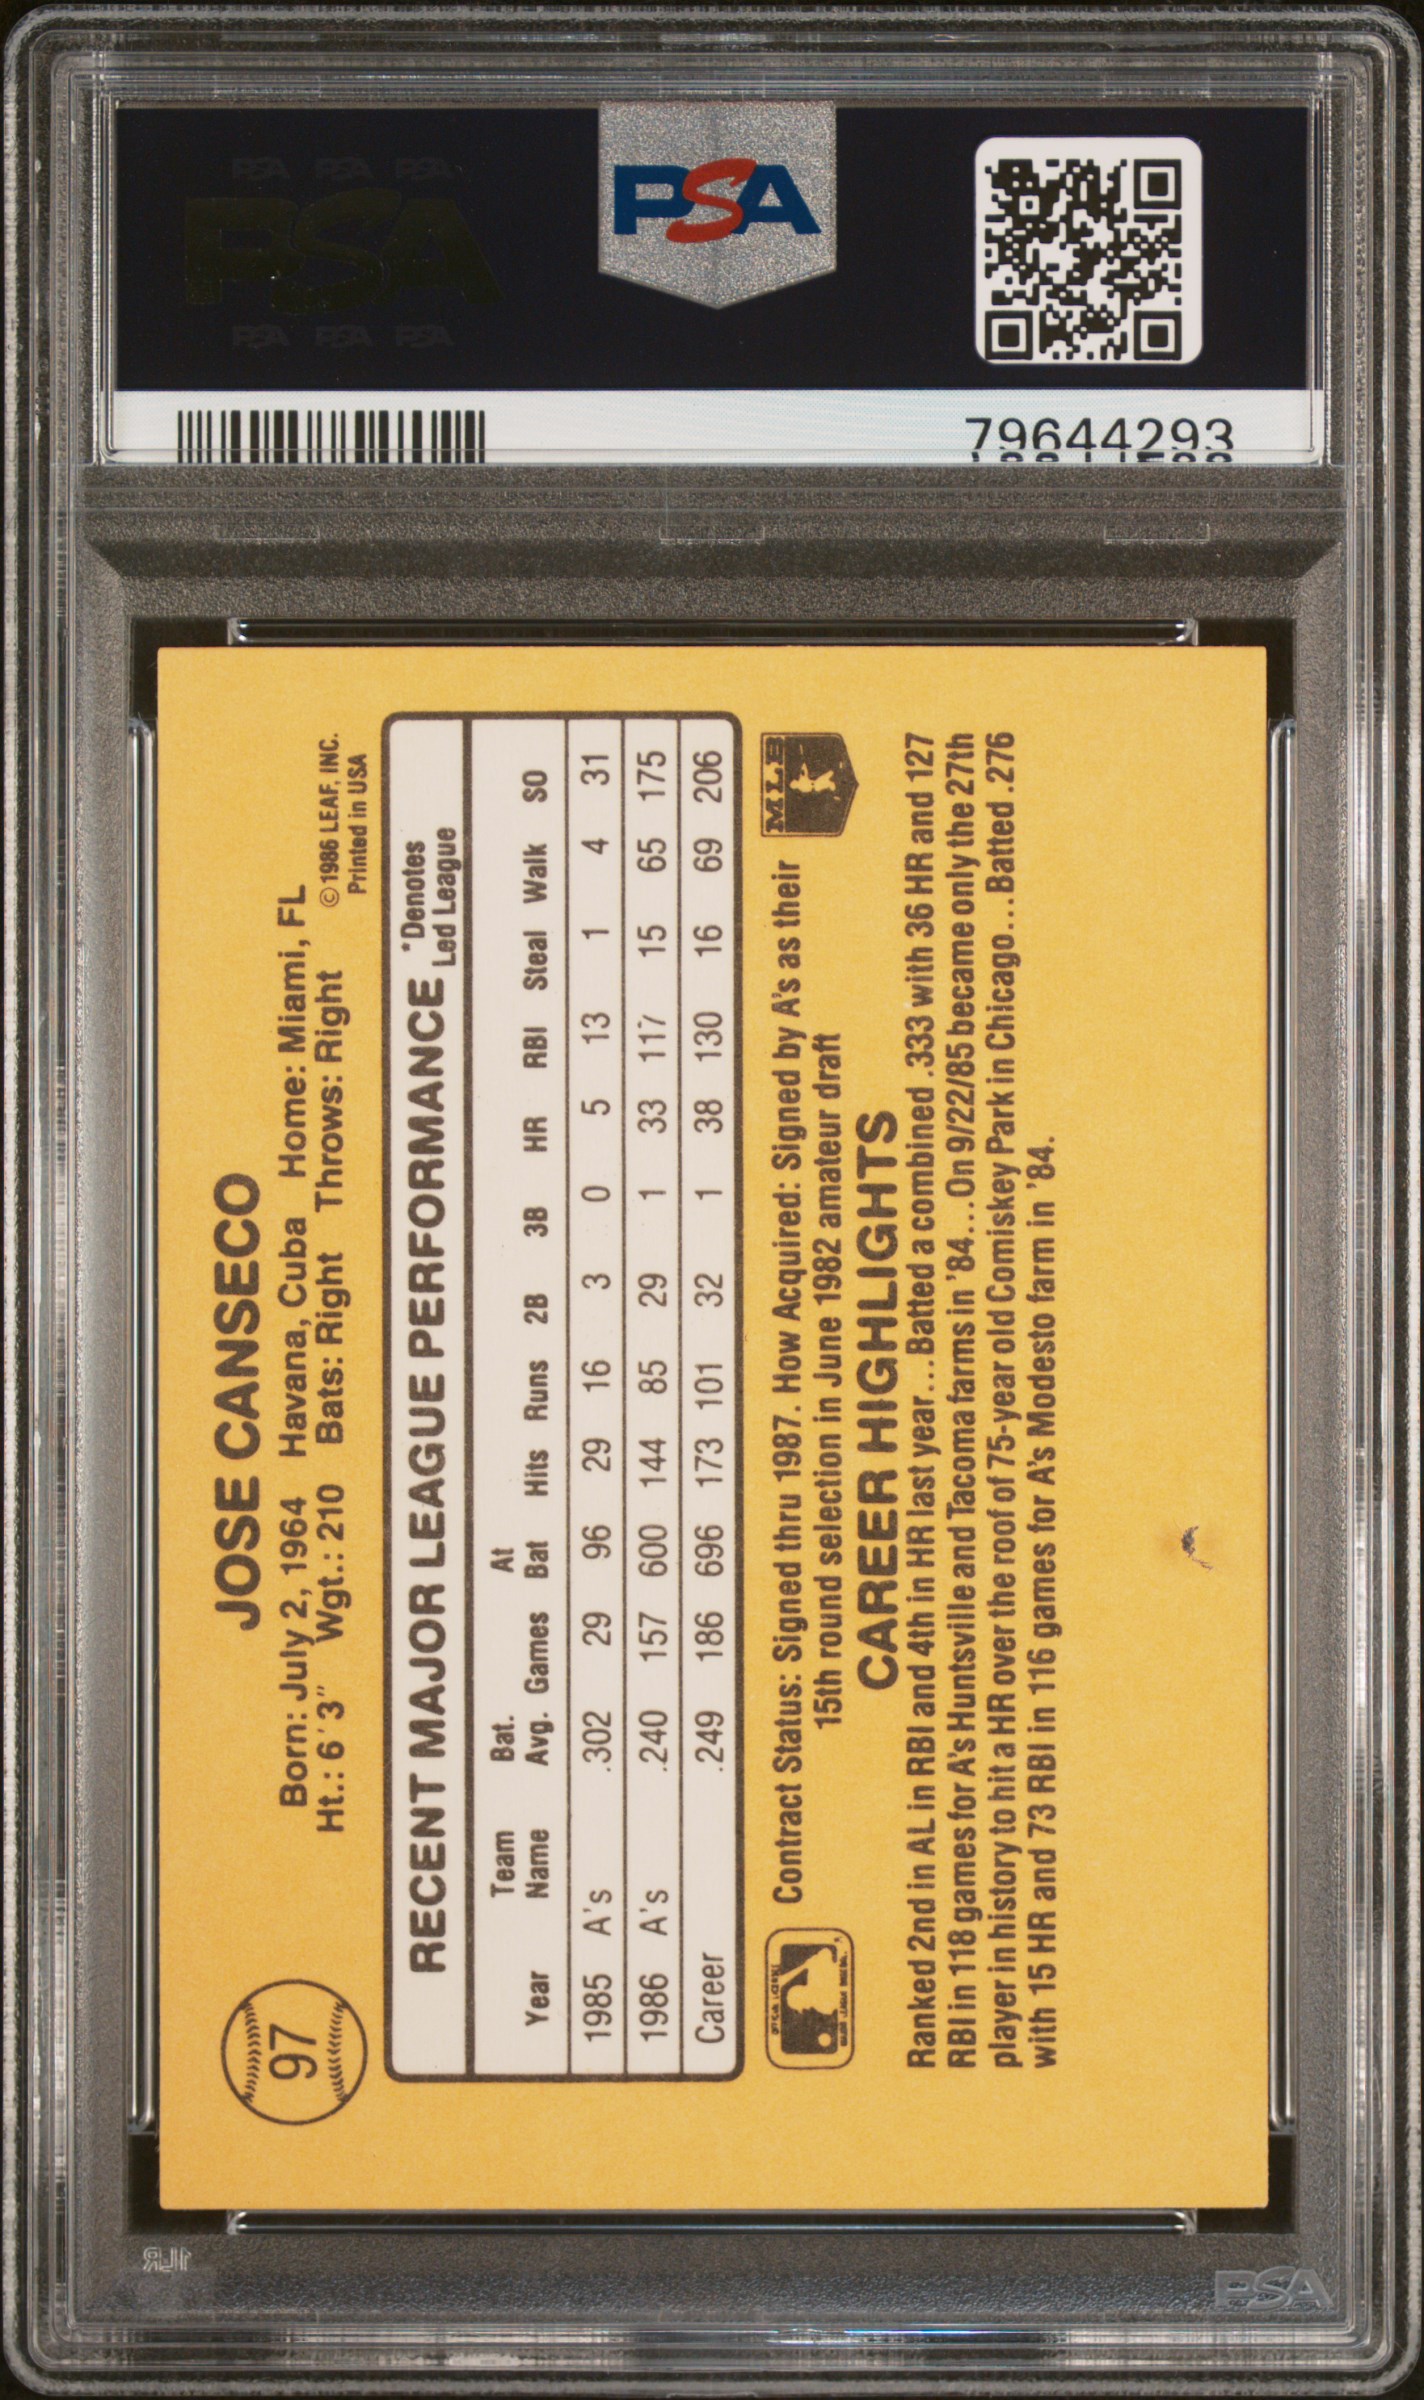 PSA PSA PSA
PSA
PSA PSA PSA
PSA
79644293
97
JOSE CANSECO
Born: July 2, 1964 Havana, Cuba Home: Miami, FL
Ht.: 6'3" Wgt.: 210 Bats: Right Throws: Right
©1986 LEAF, INC.
Printed in USA
RECENT MAJOR LEAGUE PERFORMANCE *Denotes Led League
Year Team Name Bat. Avg. Games At Bat Hits Runs 2B 3B HR RBI Steal Walk SO
1985 A's .302 29 96 29 16 3 0 5 13 1 4 31
1986 A's .240 157 600 144 85 29 1 33 117 15 65 175
Career .249 186 696 173 101 32 1 38 130 16 69 206
Contract Status: Signed thru 1987. How Acquired: Signed by A's as their
15th round selection in June 1982 amateur draft
MLB
CAREER HIGHLIGHTS
Ranked 2nd in AL in RBI and 4th in HR last year...Batted a combined .333 with 36 HR and 127
RBI in 118 games for A's Huntsville and Tacoma farms in '84...On 9/22/85 became only the 27th
player in history to hit a HR over the roof of 75-year old Comiskey Park in Chicago...Batted .276
with 15 HR and 73 RBI in 116 games for A's Modesto farm in '84.
PSA